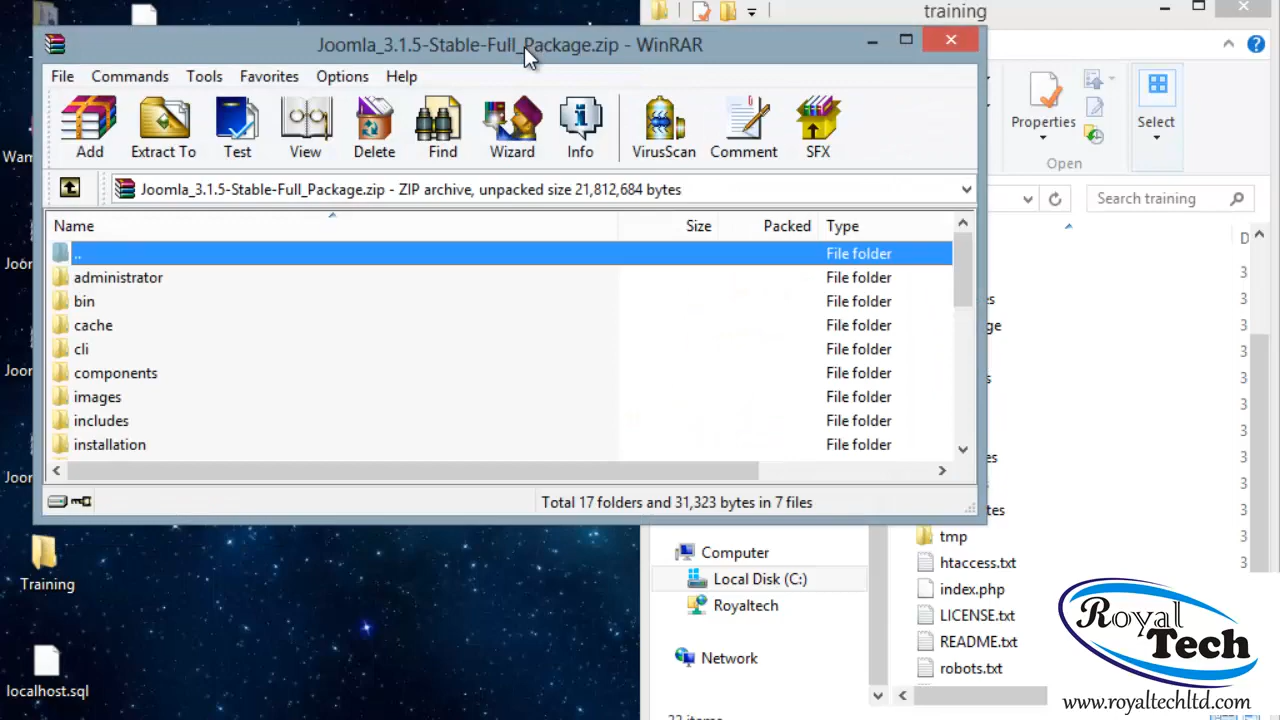 training
Joomla_3.1.5-Stable-Full_Package.zip - WinRAR
File Commands Tools Favorites Options Help
Add Extract To Test View Delete Find Wizard Info VirusScan Comment SFX
Properties
Select
Open
Joomla_3.1.5-Stable-Full_Package.zip - ZIP archive, unpacked size 21,812,684 bytes
Search training
Name Size Packed Type
.. File folder
administrator File folder
bin File folder
cache File folder
cli File folder
components File folder
images File folder
includes File folder
installation File folder
Total 17 folders and 31,323 bytes in 7 files
Training
localhost.sql
Computer
Local Disk (C:)
Royaltech
Network
tmp
htaccess.txt
index.php
LICENSE.txt
README.txt
robots.txt
Royal
Tech
www.royaltechltd.com